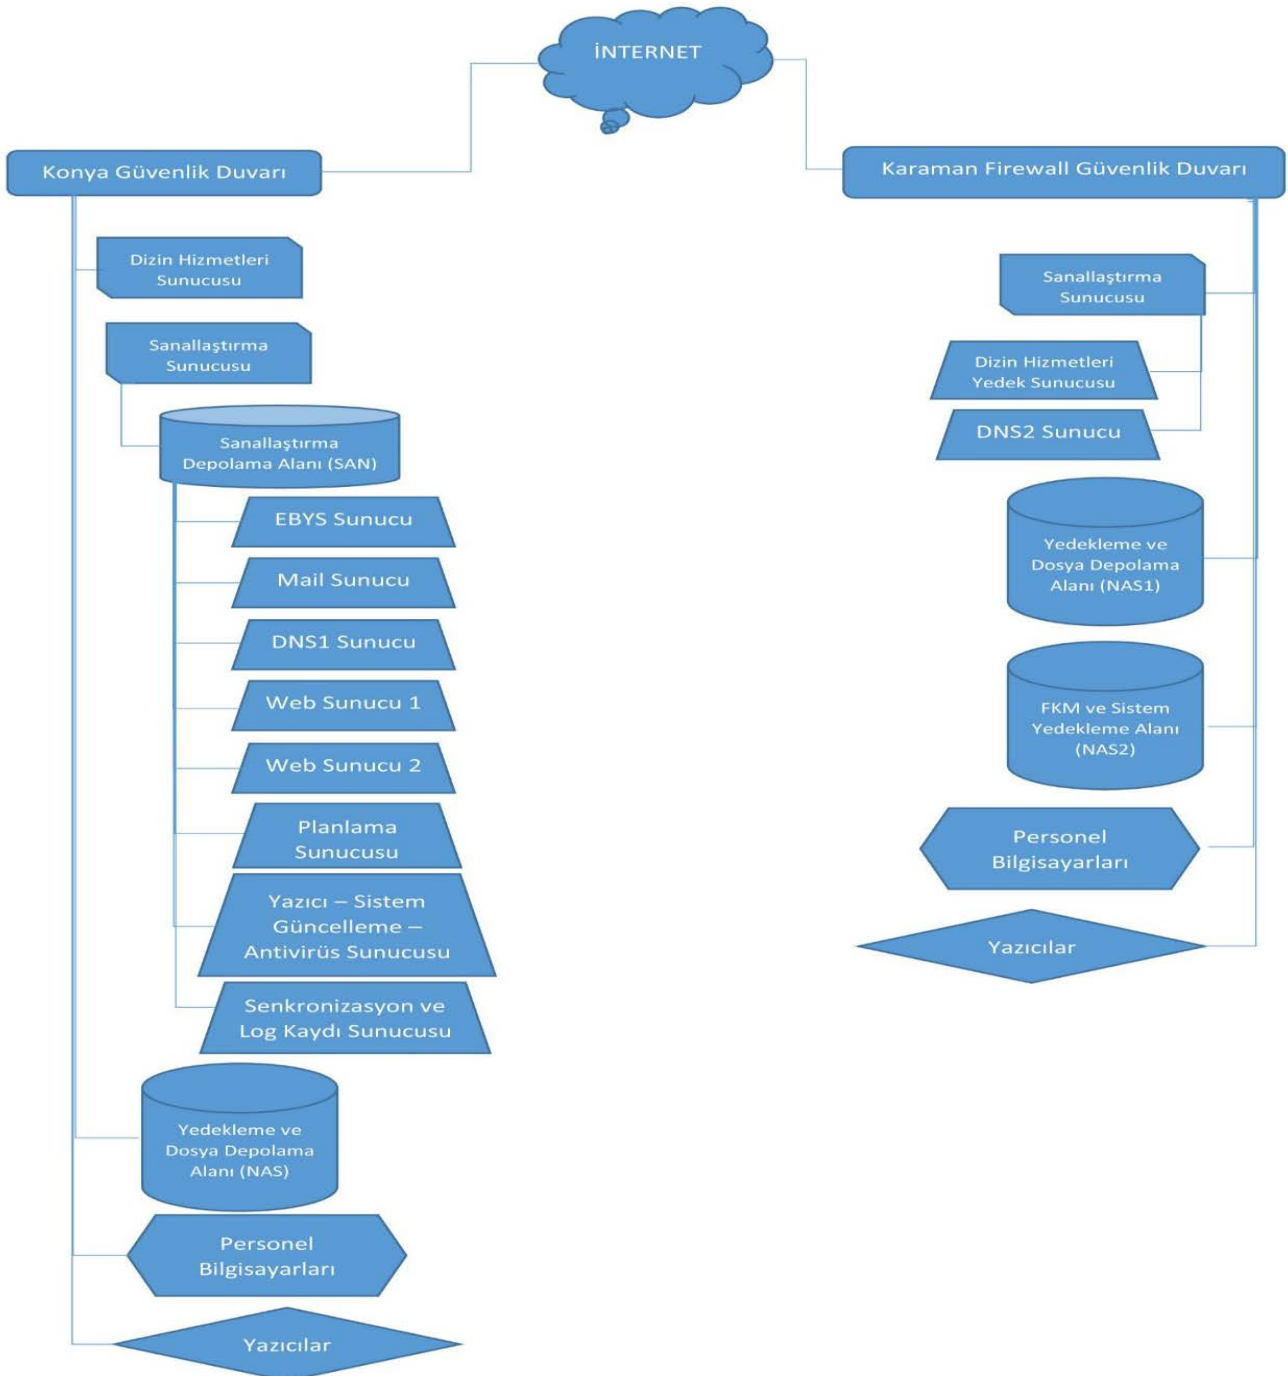 İNTERNET
Konya Güvenlik Duvarı
Dizin Hizmetleri
Sunucusu
Sanallaştırma
Sunucusu
Sanallaştırma
Depolama Alanı (SAN)
EBYS Sunucu
Mail Sunucu
DNS1 Sunucu
Web Sunucu 1
Web Sunucu 2
Planlama
Sunucusu
Yazıcı – Sistem
Güncelleme –
Antivirüs Sunucusu
Senkronizasyon ve
Log Kaydı Sunucusu
Yedekleme ve
Dosya Depolama
Alanı (NAS)
Personel
Bilgisayarları
Yazıcılar
Karaman Firewall Güvenlik Duvarı
Sanallaştırma
Sunucusu
Dizin Hizmetleri
Yedek Sunucusu
DNS2 Sunucu
Yedekleme ve
Dosya Depolama
Alanı (NAS1)
FKM ve Sistem
Yedekleme Alanı
(NAS2)
Personel
Bilgisayarları
Yazıcılar